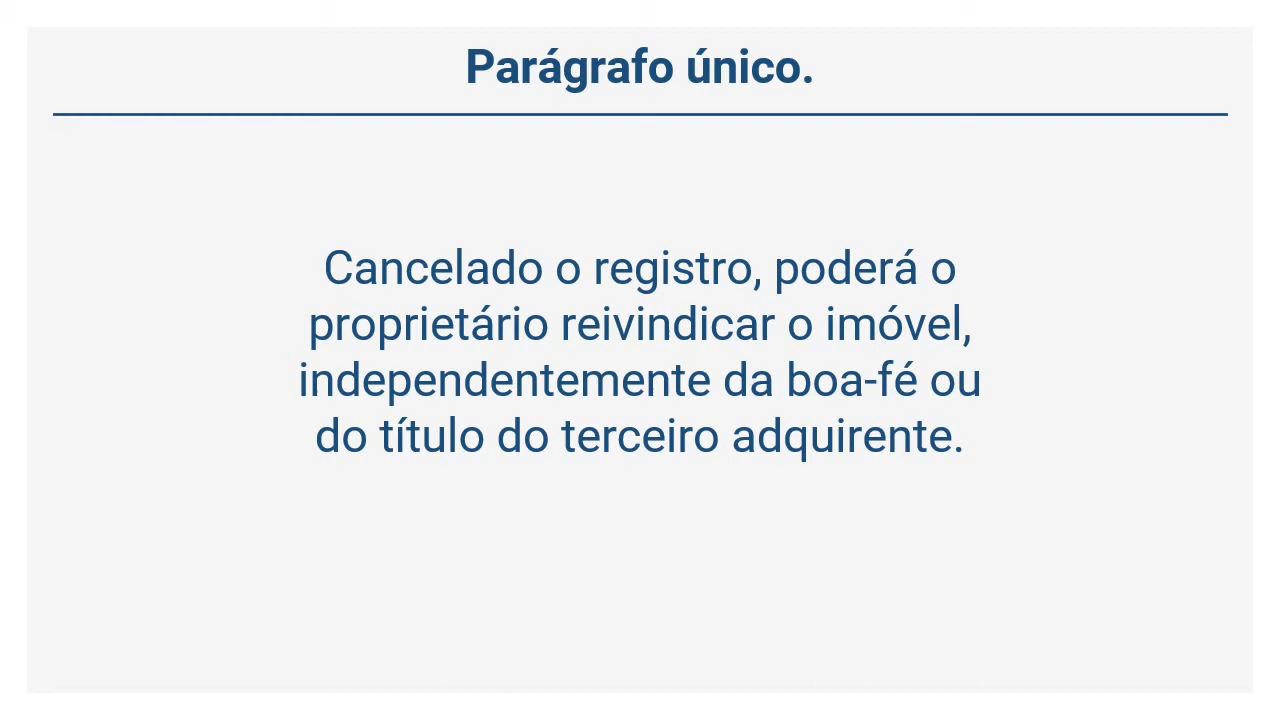 Parágrafo único.
Cancelado o registro, poderá o
proprietário reivindicar o imóvel,
independentemente da boa-fé ou
do título do terceiro adquirente.